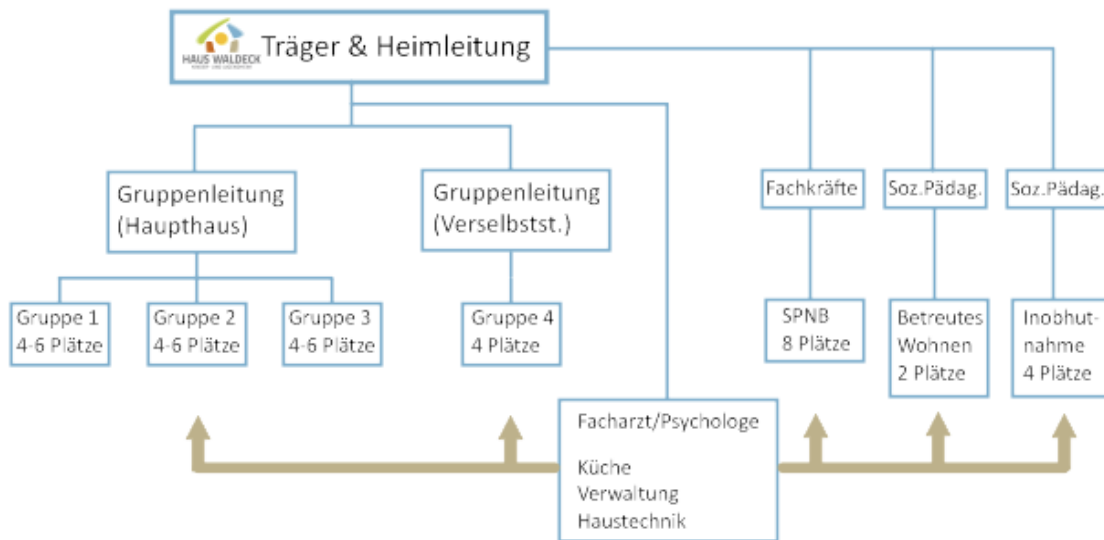 HAUS WALDECK
Träger & Heimleitung
Gruppenleitung
(Haupthaus)
Gruppenleitung
(Verselbstst.)
Fachkräfte
Soz.Pädag.
Soz.Pädag.
Gruppe 1
4-6 Plätze
Gruppe 2
4-6 Plätze
Gruppe 3
4-6 Plätze
Gruppe 4
4 Plätze
SPNB
8 Plätze
Betreutes
Wohnen
2 Plätze
Inobhut-
nahme
4 Plätze
Facharzt/Psychologe
Küche
Verwaltung
Haustechnik